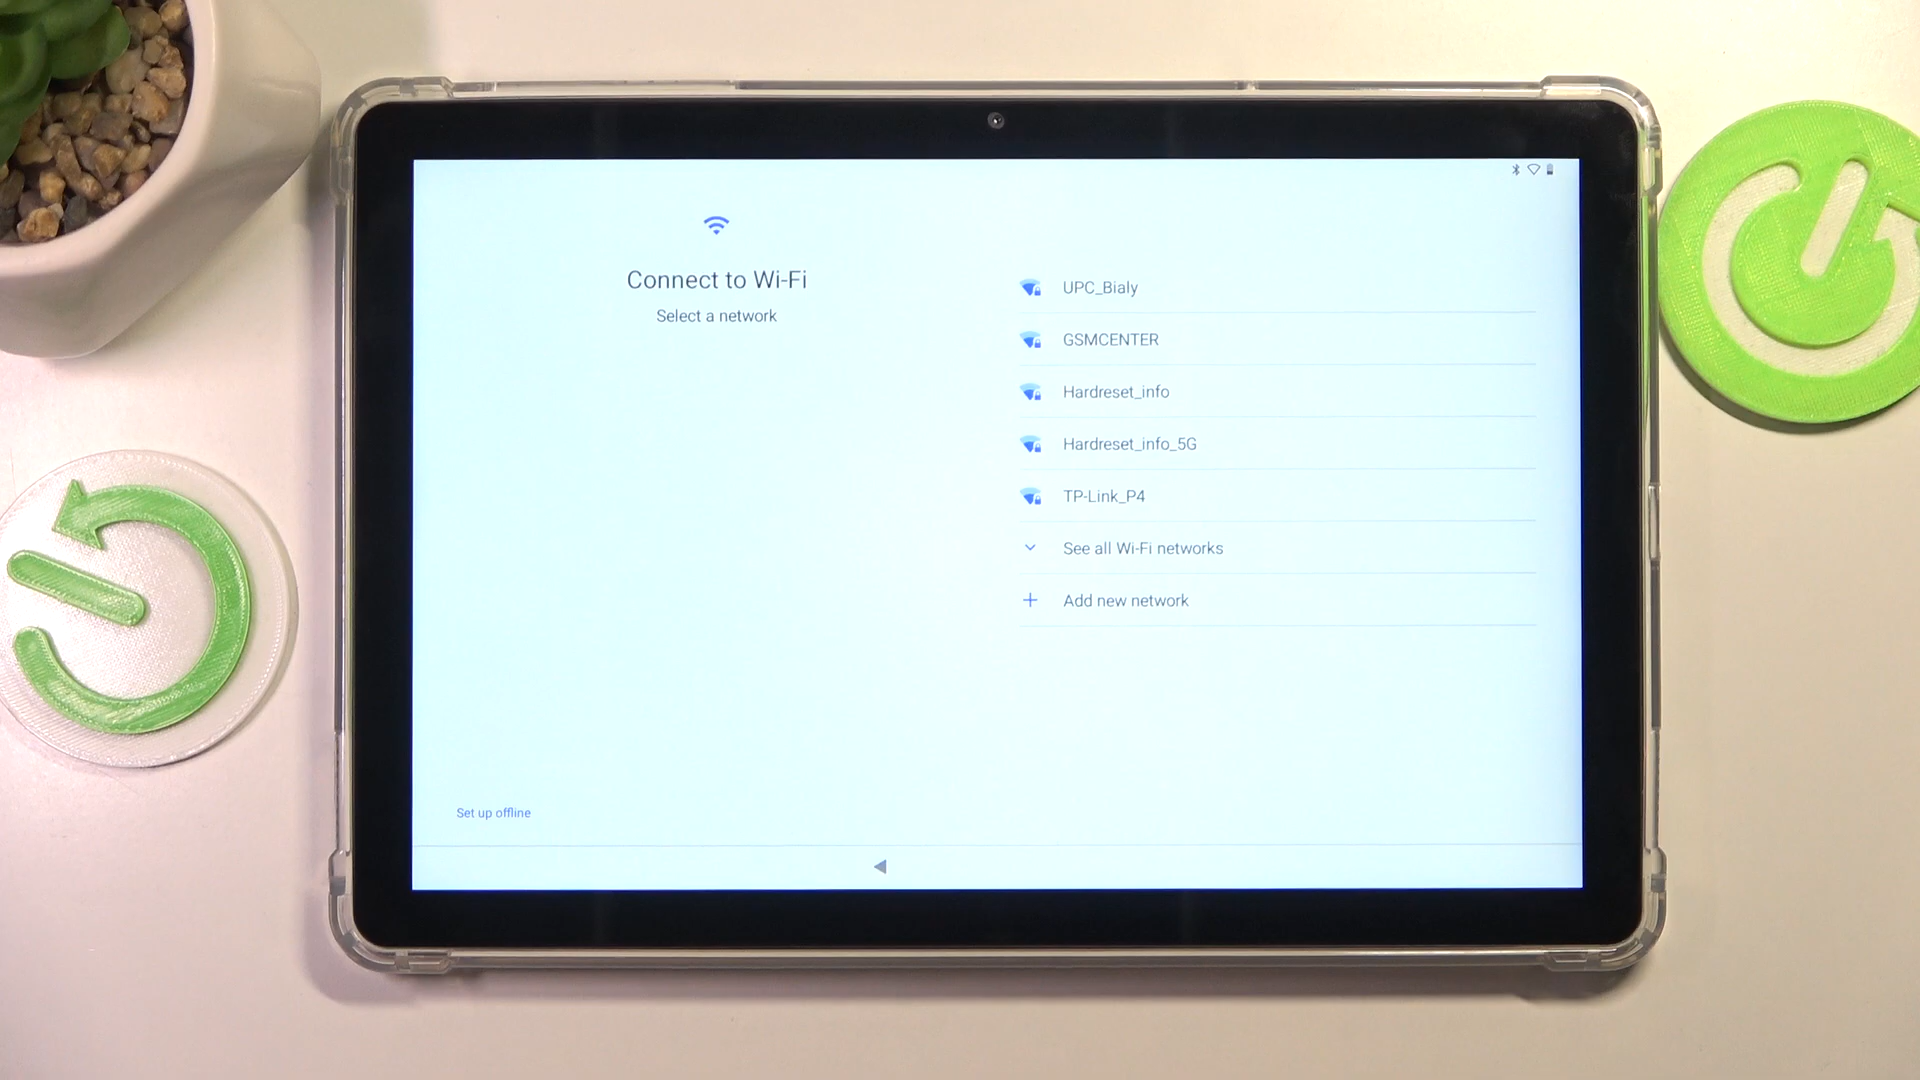 Connect to Wi-Fi
Select a network
UPC_Bialy
GSMCENTER
Hardreset_info
Hardreset_info_5G
TP-Link_P4
See all Wi-Fi networks
Add new network
Set up offline